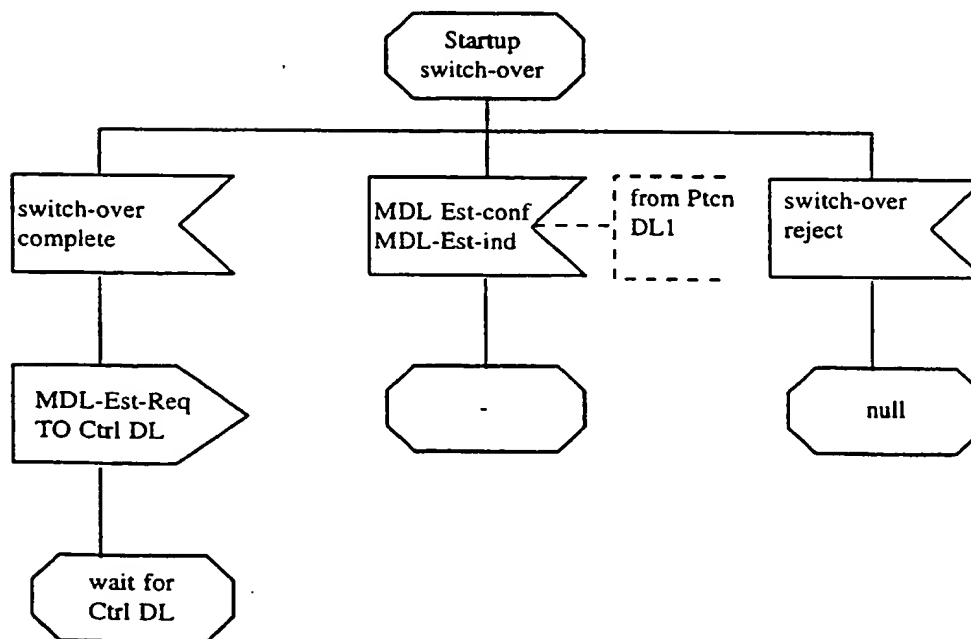 Startup
switch-over
switch-over
complete
MDL Est-conf
MDL-Est-ind
from Ptcn
DL1
switch-over
reject
MDL-Est-Req
TO Ctrl DL
-
null
wait for
Ctrl DL